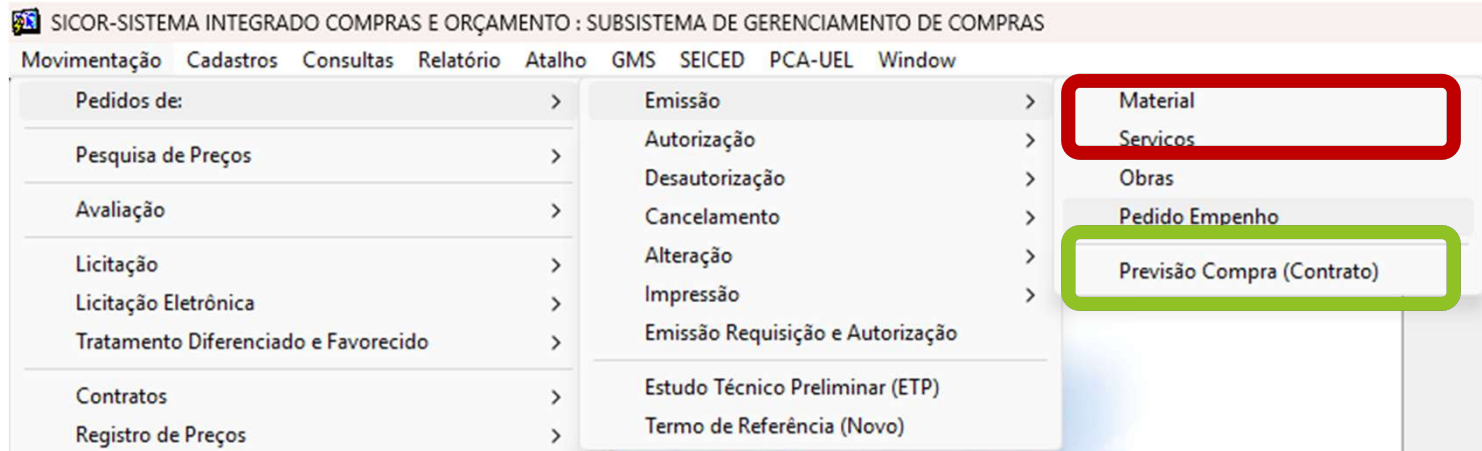 SICOR-SISTEMA INTEGRADO COMPRAS E ORÇAMENTO : SUBSISTEMA DE GERENCIAMENTO DE COMPRAS
Movimentação Cadastros Consultas Relatório Atalho GMS SEICED PCA-UEL Window
Pedidos de:
Pesquisa de Preços
Avaliação
Licitação
Licitação Eletrônica
Tratamento Diferenciado e Favorecido
Contratos
Registro de Preços
Emissão
Autorização
Desautorização
Cancelamento
Alteração
Impressão
Emissão Requisição e Autorização
Estudo Técnico Preliminar (ETP)
Termo de Referência (Novo)
Material
Serviços
Obras
Pedido Empenho
Previsão Compra (Contrato)